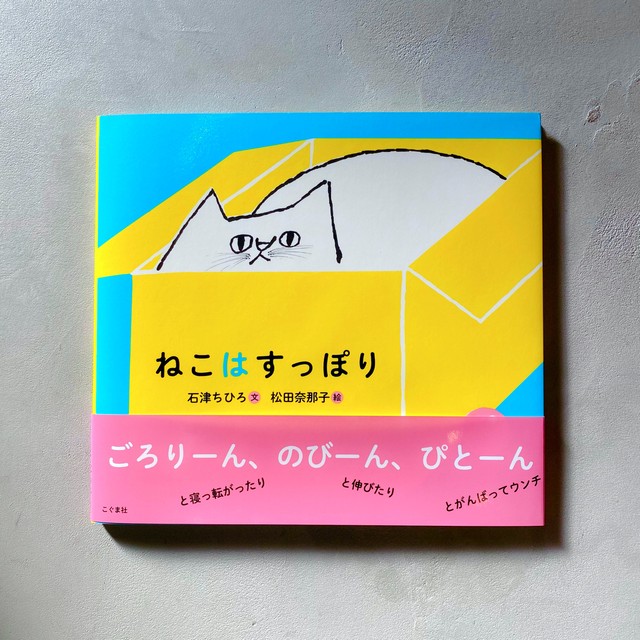 ねこはすっぽり
石津ちひろ 文 松田奈那子 絵
ごろりーん、のびーん、ぴとーん
と寝っ転がったり
と伸びたり
とがんばってウンチ
こぐま社